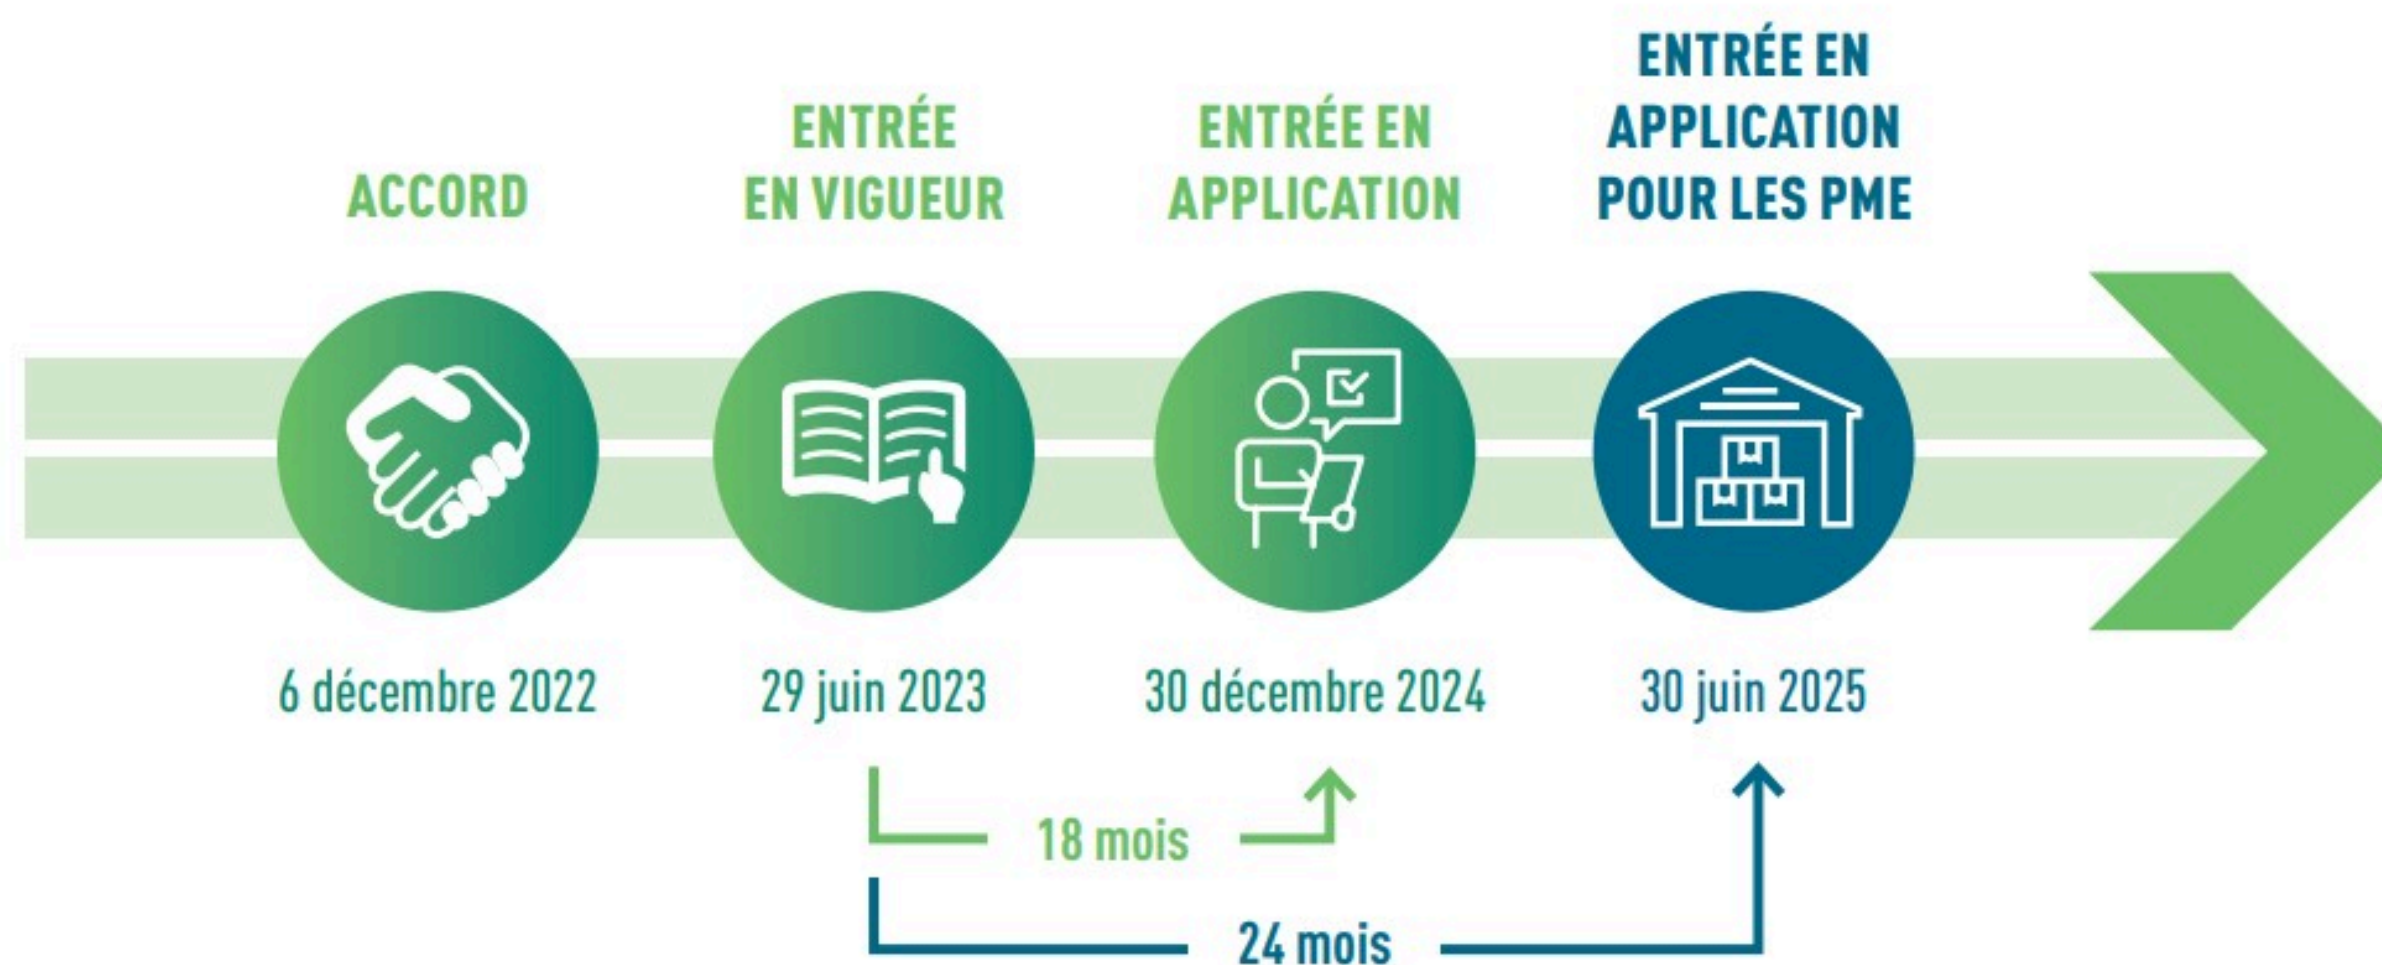 ACCORD
ENTRÉE
EN VIGUEUR
ENTRÉE EN
APPLICATION
ENTRÉE EN
APPLICATION
POUR LES PME
6 décembre 2022
29 juin 2023
30 décembre 2024
30 juin 2025
18 mois
24 mois